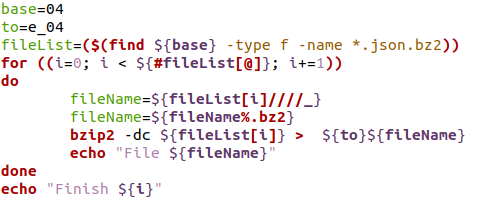 base=04
to=e_04
fileList=($(find ${base} -type f -name *.json.bz2))
for ((i=0; i < ${#fileList[@]}; i+=1))
do
fileName=${fileList[i]////_}
fileName=${fileName%.bz2}
bzip2 -dc ${fileList[i]} >  ${to}${fileName}
echo "File ${fileName}"
done
echo "Finish ${i}"